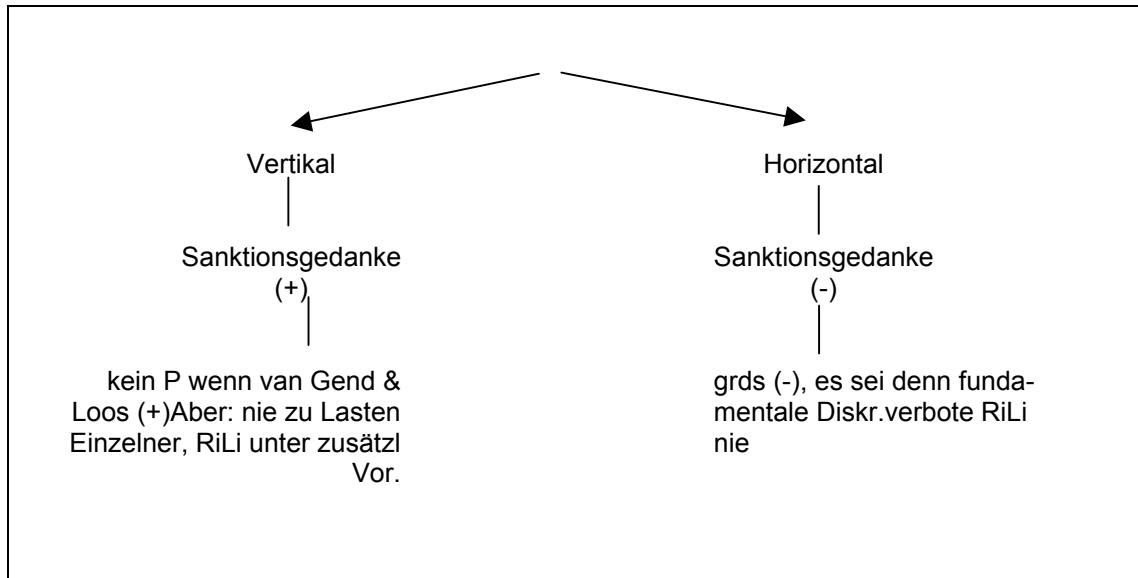 Vertikal
Sanktionsgedanke
(+)
kein P wenn van Gend &
Loos (+)Aber: nie zu Lasten
Einzelner, RiLi unter zusätzl
Vor.
Horizontal
Sanktionsgedanke
(-)
grds (-), es sei denn funda-
mentale Diskr.verbote RiLi
nie